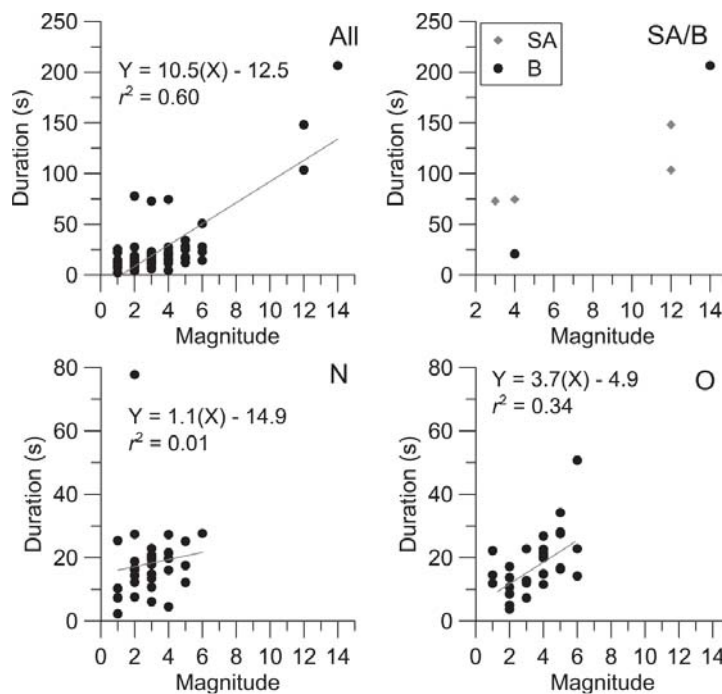 All
Y = 10.5(X) - 12.5
r² = 0.60
Duration (s)
250
200
150
100
50
0
0 2 4 6 8 10 12 14
Magnitude
SA/B
SA
B
Duration (s)
250
200
150
100
50
0
2 4 6 8 10 12 14
Magnitude
N
Y = 1.1(X) - 14.9
r² = 0.01
Duration (s)
80
60
40
20
0
0 2 4 6 8 10 12 14
Magnitude
O
Y = 3.7(X) - 4.9
r² = 0.34
Duration (s)
80
60
40
20
0
0 2 4 6 8 10 12 14
Magnitude